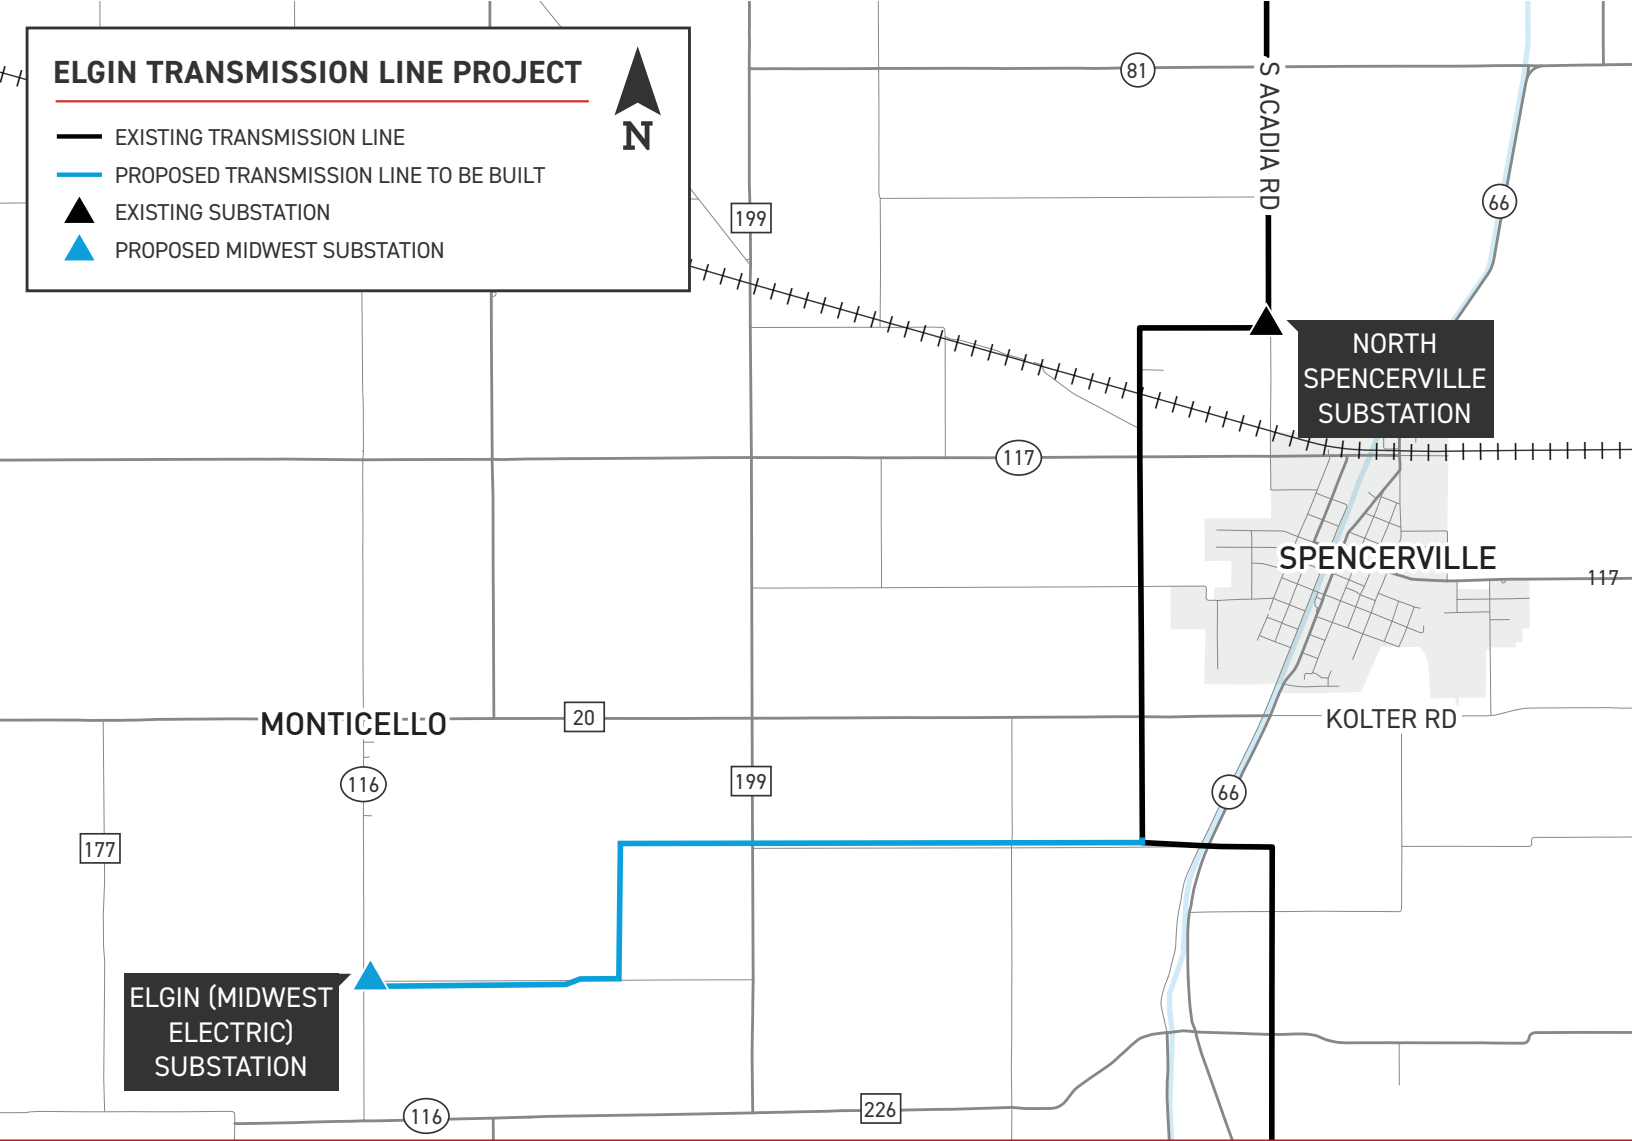 ELGIN TRANSMISSION LINE PROJECT
N
EXISTING TRANSMISSION LINE
PROPOSED TRANSMISSION LINE TO BE BUILT
EXISTING SUBSTATION
PROPOSED MIDWEST SUBSTATION
81
S ACADIA RD
66
199
NORTH
SPENCERVILLE
SUBSTATION
117
SPENCERVILLE
117
MONTICELLO
20
KOLTER RD
116
199
66
177
ELGIN (MIDWEST
ELECTRIC)
SUBSTATION
116
226